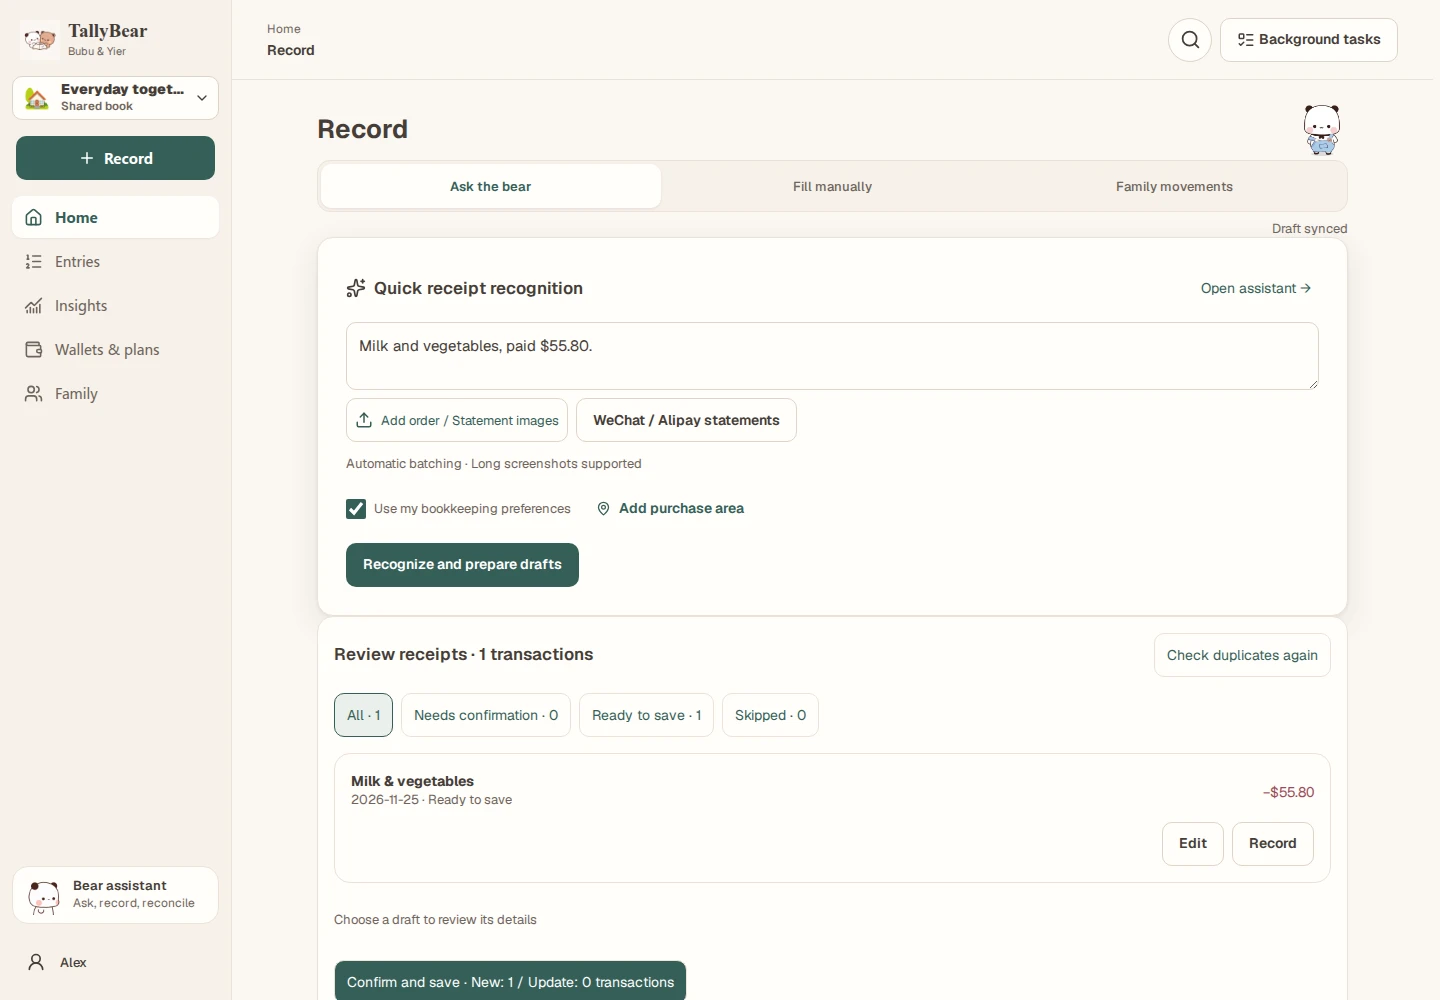 TallyBear
Bubu & Yier
Everyday toget...
Shared book
Record
Home
Entries
Insights
Wallets & plans
Family
Bear assistant
Ask, record, reconcile
Alex
Home
Record
Background tasks
Record
Ask the bear
Fill manually
Family movements
Draft synced
Quick receipt recognition
Open assistant →
Milk and vegetables, paid $55.80.
Add order / Statement images
WeChat / Alipay statements
Automatic batching · Long screenshots supported
Use my bookkeeping preferences
Add purchase area
Recognize and prepare drafts
Review receipts · 1 transactions
Check duplicates again
All · 1
Needs confirmation · 0
Ready to save · 1
Skipped · 0
Milk & vegetables
2026-11-25 · Ready to save
−$55.80
Edit
Record
Choose a draft to review its details
Confirm and save · New: 1 / Update: 0 transactions